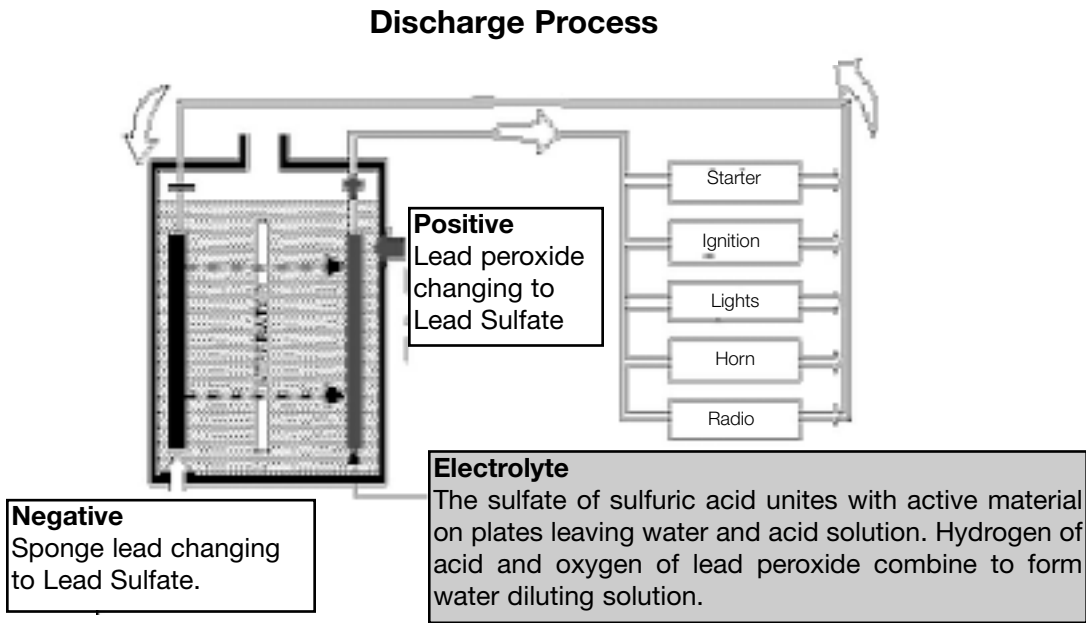 Discharge Process
Starter
Ignition
Lights
Horn
Radio
Positive
Lead peroxide
changing to
Lead Sulfate
Negative
Sponge lead changing
to Lead Sulfate.
Electrolyte
The sulfate of sulfuric acid unites with active material
on plates leaving water and acid solution. Hydrogen of
acid and oxygen of lead peroxide combine to form
water diluting solution.